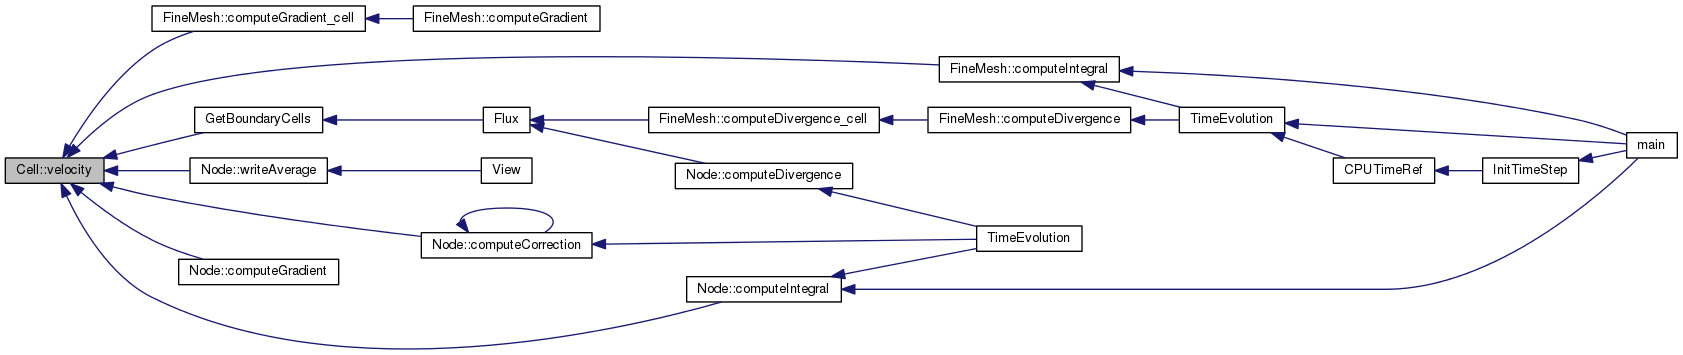 FineMesh::computeGradient_cell
FineMesh::computeGradient
FineMesh::computeIntegral
GetBoundaryCells
Flux
FineMesh::computeDivergence_cell
FineMesh::computeDivergence
TimeEvolution
main
Cell::velocity
Node::writeAverage
View
Node::computeDivergence
CPUTimeRef
InitTimeStep
Node::computeCorrection
TimeEvolution
Node::computeGradient
Node::computeIntegral